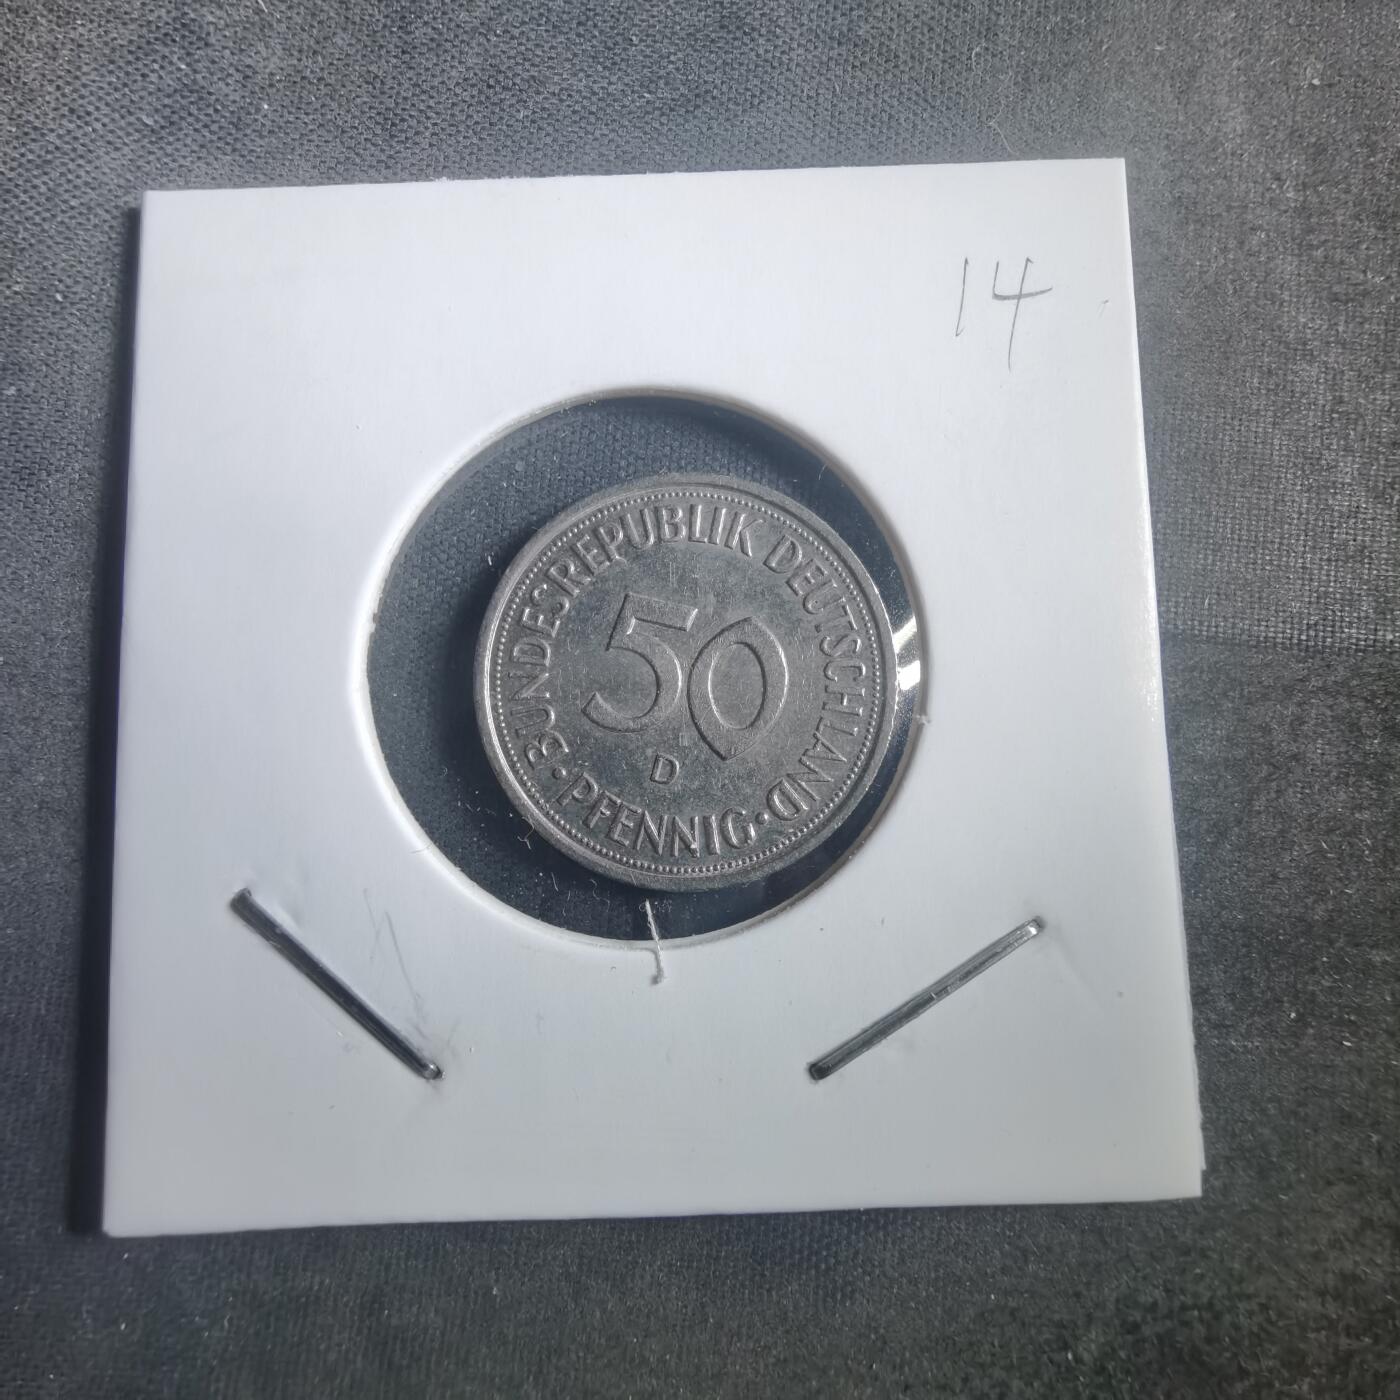 14
BUNDESREPUBLIK DEUTSCHLAND
50
D
· PFENNIG ·